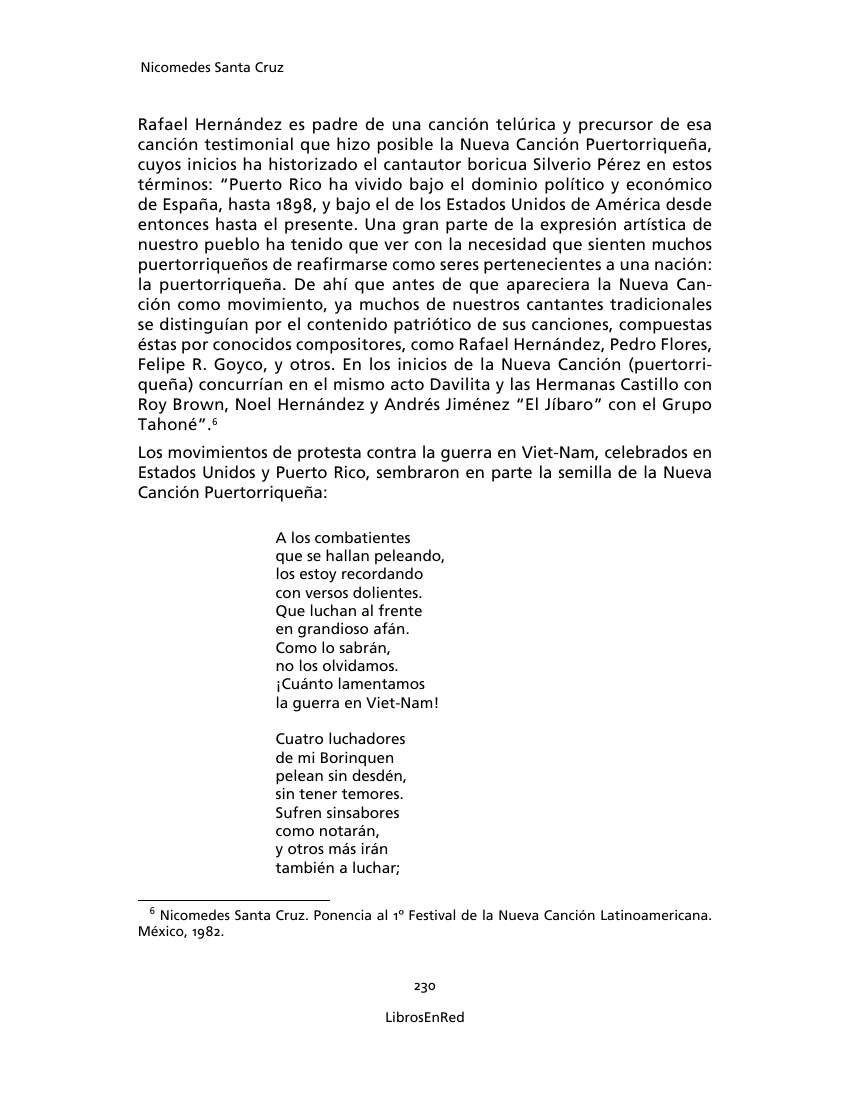 Nicomedes Santa Cruz
Rafael Hernández es padre de una canción telúrica y precursor de esa
canción testimonial que hizo posible la Nueva Canción Puertorriqueña,
cuyos inicios ha historizado el cantautor boricua Silverio Pérez en estos
términos: “Puerto Rico ha vivido bajo el dominio político y económico
de España, hasta 1898, y bajo el de los Estados Unidos de América desde
entonces hasta el presente. Una gran parte de la expresión artística de
nuestro pueblo ha tenido que ver con la necesidad que sienten muchos
puertorriqueños de reafirmarse como seres pertenecientes a una nación:
la puertorriqueña. De ahí que antes de que apareciera la Nueva Can-
ción como movimiento, ya muchos de nuestros cantantes tradicionales
se distinguían por el contenido patriótico de sus canciones, compuestas
éstas por conocidos compositores, como Rafael Hernández, Pedro Flores,
Felipe R. Goyco, y otros. En los inicios de la Nueva Canción (puertorri-
queña) concurrían en el mismo acto Davilita y las Hermanas Castillo con
Roy Brown, Noel Hernández y Andrés Jiménez “El Jíbaro” con el Grupo
Tahoné”.6
Los movimientos de protesta contra la guerra en Viet-Nam, celebrados en
Estados Unidos y Puerto Rico, sembraron en parte la semilla de la Nueva
Canción Puertorriqueña:
A los combatientes
que se hallan peleando,
los estoy recordando
con versos dolientes.
Que luchan al frente
en grandioso afán.
Como lo sabrán,
no los olvidamos.
¡Cuánto lamentamos
la guerra en Viet-Nam!
Cuatro luchadores
de mi Borinquen
pelean sin desdén,
sin tener temores.
Sufren sinsabores
como notarán,
y otros más irán
también a luchar;
6 Nicomedes Santa Cruz. Ponencia al 1º Festival de la Nueva Canción Latinoamericana.
México, 1982.
230
LibrosEnRed